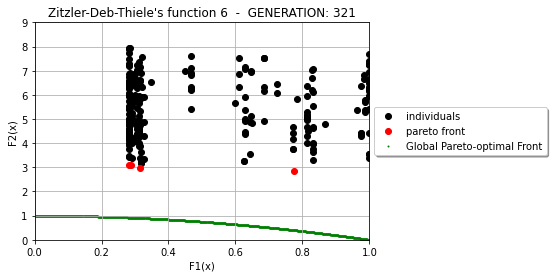 Zitzler-Deb-Thiele's function 6 - GENERATION: 321
9
8
7
6
5
4
3
2
1
0
F2(x)
0.0 0.2 0.4 0.6 0.8 1.0
F1(x)
individuals
pareto front
Global Pareto-optimal Front